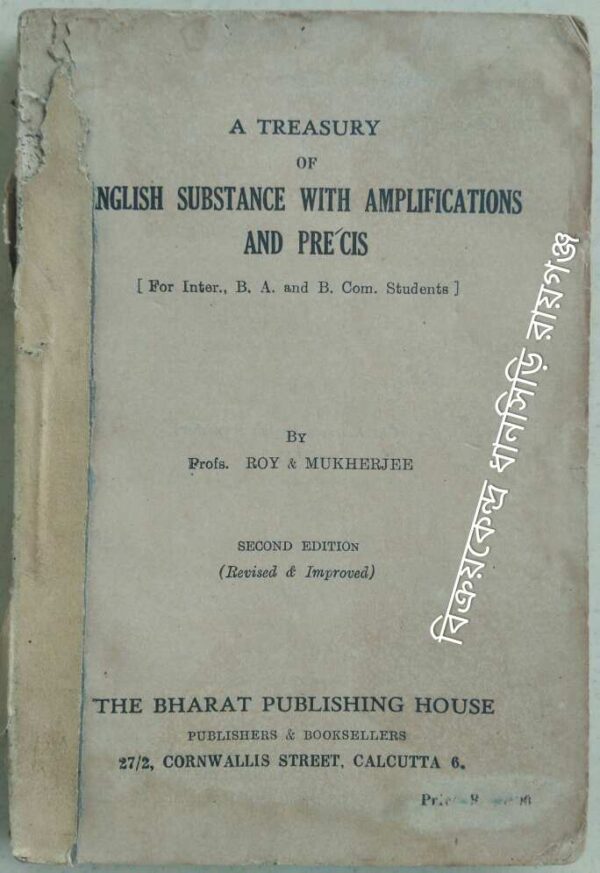 A TREASURY
OF
NGLISH SUBSTANCE WITH AMPLIFICATIONS
AND PRE´CIS
[ For Inter., B. A. and B. Com. Students ]
By
Profs. ROY & MUKHERJEE
SECOND EDITION
(Revised & Improved)
THE BHARAT PUBLISHING HOUSE
PUBLISHERS & BOOKSELLERS
27/2, CORNWALLIS STREET, CALCUTTA 6.
বিক্রয়কেন্দ্র ধানসিড়ি রায়গঞ্জ